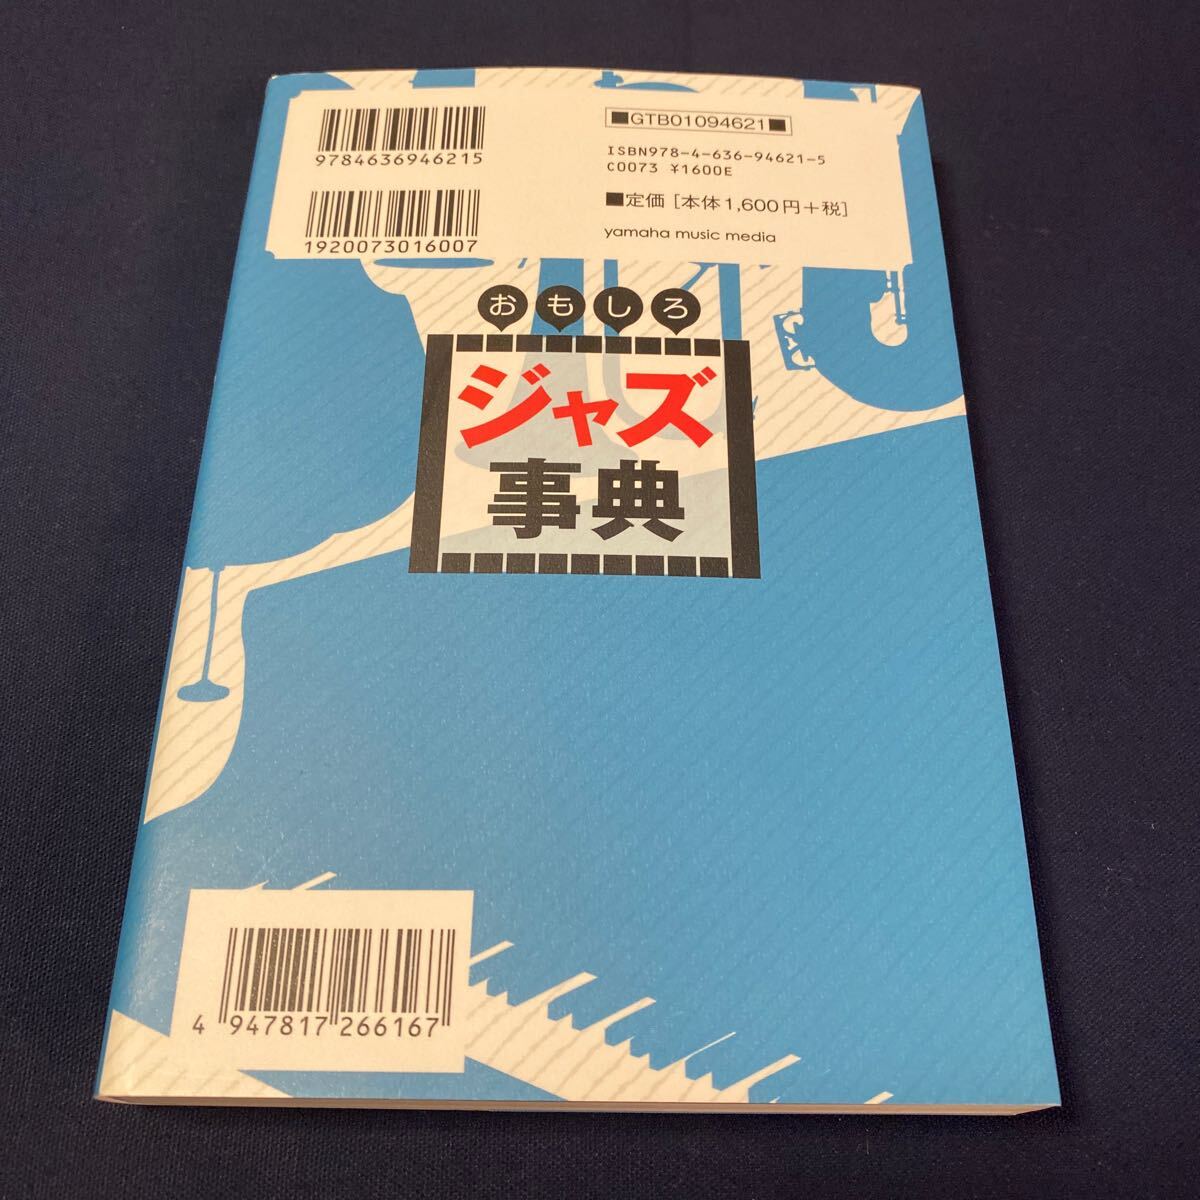 9784636946215
■GTB01094621■
ISBN978-4-636-94621-5
C0073 ¥1600E
1920073016007
■定価［本体1,600円＋税］
yamaha music media
おもしろ
ジャズ
事典
4 947817 266167